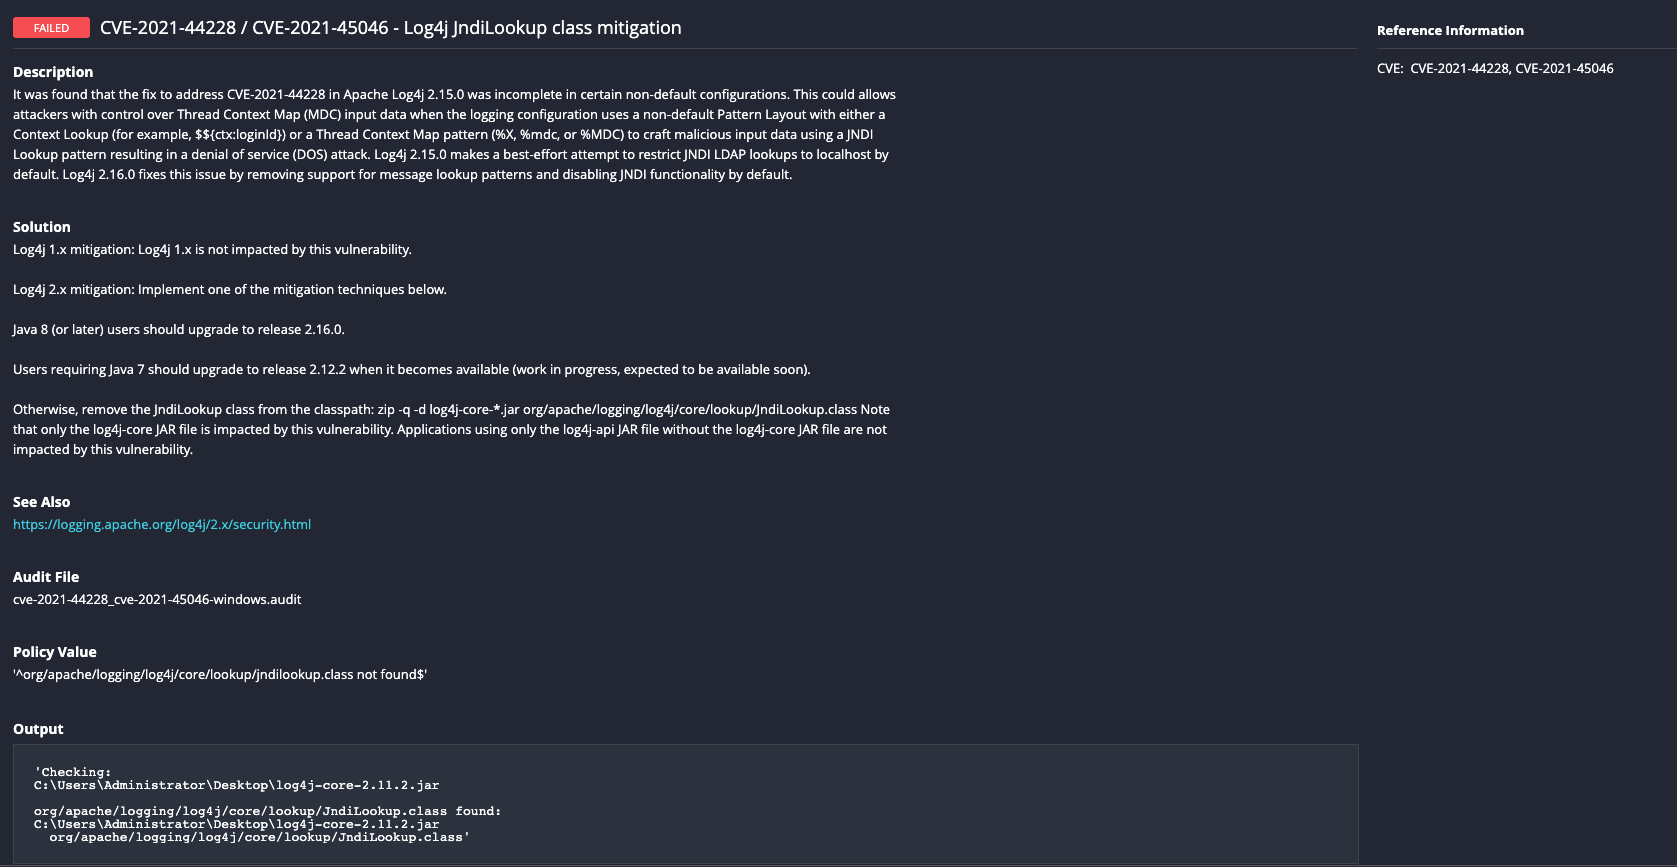 FAILED CVE-2021-44228 / CVE-2021-45046 - Log4j JndiLookup class mitigation
Description
It was found that the fix to address CVE-2021-44228 in Apache Log4j 2.15.0 was incomplete in certain non-default configurations. This could allows
attackers with control over Thread Context Map (MDC) input data when the logging configuration uses a non-default Pattern Layout with either a
Context Lookup (for example, $${ctx:loginId}) or a Thread Context Map pattern (%X, %mdc, or %MDC) to craft malicious input data using a JNDI
Lookup pattern resulting in a denial of service (DOS) attack. Log4j 2.15.0 makes a best-effort attempt to restrict JNDI LDAP lookups to localhost by
default. Log4j 2.16.0 fixes this issue by removing support for message lookup patterns and disabling JNDI functionality by default.
Solution
Log4j 1.x mitigation: Log4j 1.x is not impacted by this vulnerability.
Log4j 2.x mitigation: Implement one of the mitigation techniques below.
Java 8 (or later) users should upgrade to release 2.16.0.
Users requiring Java 7 should upgrade to release 2.12.2 when it becomes available (work in progress, expected to be available soon).
Otherwise, remove the JndiLookup class from the classpath: zip -q -d log4j-core-*.jar org/apache/logging/log4j/core/lookup/JndiLookup.class Note
that only the log4j-core JAR file is impacted by this vulnerability. Applications using only the log4j-api JAR file without the log4j-core JAR file are not
impacted by this vulnerability.
See Also
https://logging.apache.org/log4j/2.x/security.html
Audit File
cve-2021-44228_cve-2021-45046-windows.audit
Policy Value
'^org/apache/logging/log4j/core/lookup/jndilookup.class not found$'
Output
'Checking:
C:\Users\Administrator\Desktop\log4j-core-2.11.2.jar
org/apache/logging/log4j/core/lookup/JndiLookup.class found:
C:\Users\Administrator\Desktop\log4j-core-2.11.2.jar
org/apache/logging/log4j/core/lookup/JndiLookup.class'
Reference Information
CVE: CVE-2021-44228, CVE-2021-45046